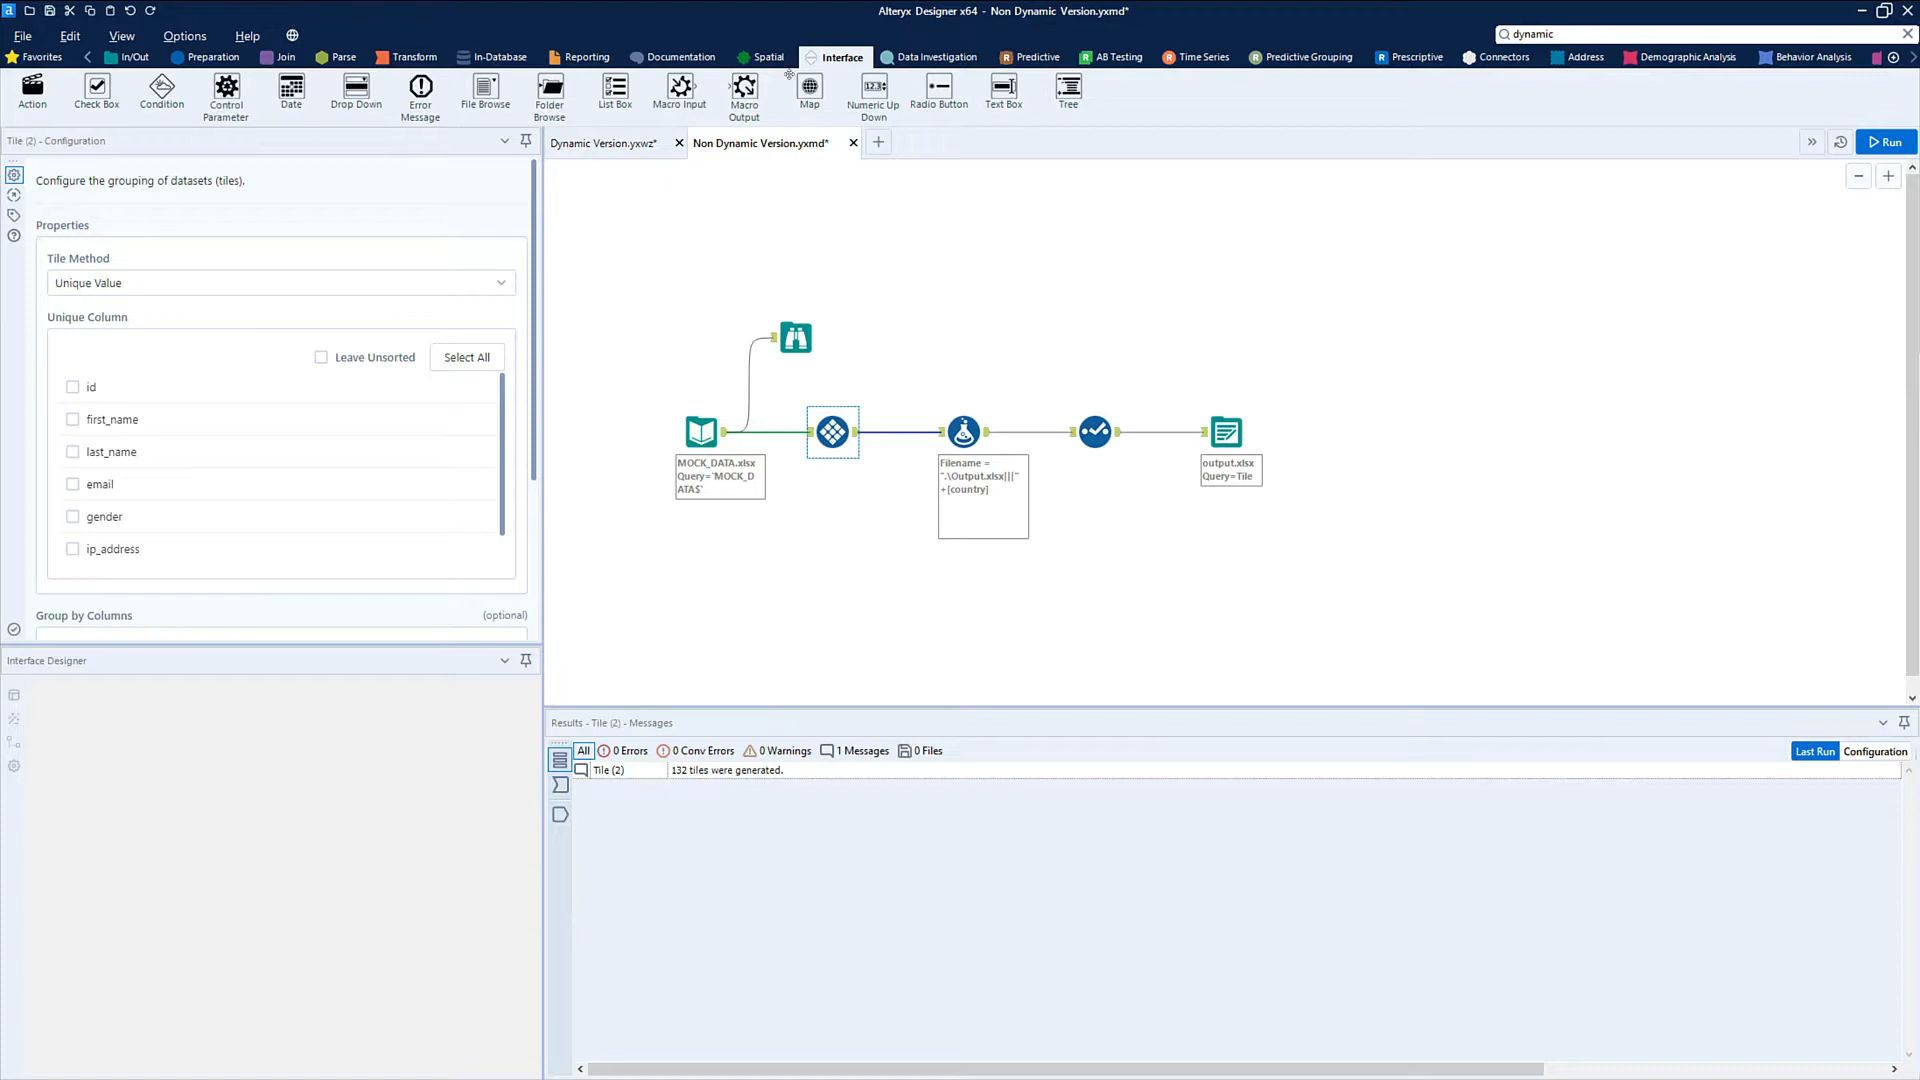 Alteryx Designer x64 - Non Dynamic Version.yxmd*
File Edit View Options Help
dynamic
Favorites In/Out Preparation Join Parse Transform In-Database Reporting Documentation Spatial Interface Data Investigation Predictive AB Testing Time Series Predictive Grouping Prescriptive Connectors Address Demographic Analysis Behavior Analysis
Action Check Box Condition Control Parameter Date Drop Down Error Message File Browse Folder Browse List Box Macro Input Macro Output Map Numeric Up Down Radio Button Text Box Tree
Tile (2) - Configuration
Dynamic Version.yxwz* Non Dynamic Version.yxmd*
Run
Configure the grouping of datasets (tiles).
Properties
Tile Method
Unique Value
Unique Column
Leave Unsorted Select All
id
first_name
last_name
email
gender
ip_address
Group by Columns (optional)
MOCK_DATA.xlsx
Query=`MOCK_D
ATA$`
Filename =
".\Output.xlsx|||"
+[country]
output.xlsx
Query=Tile
Interface Designer
Results - Tile (2) - Messages
All 0 Errors 0 Conv Errors 0 Warnings 1 Messages 0 Files Last Run Configuration
Tile (2) 132 tiles were generated.